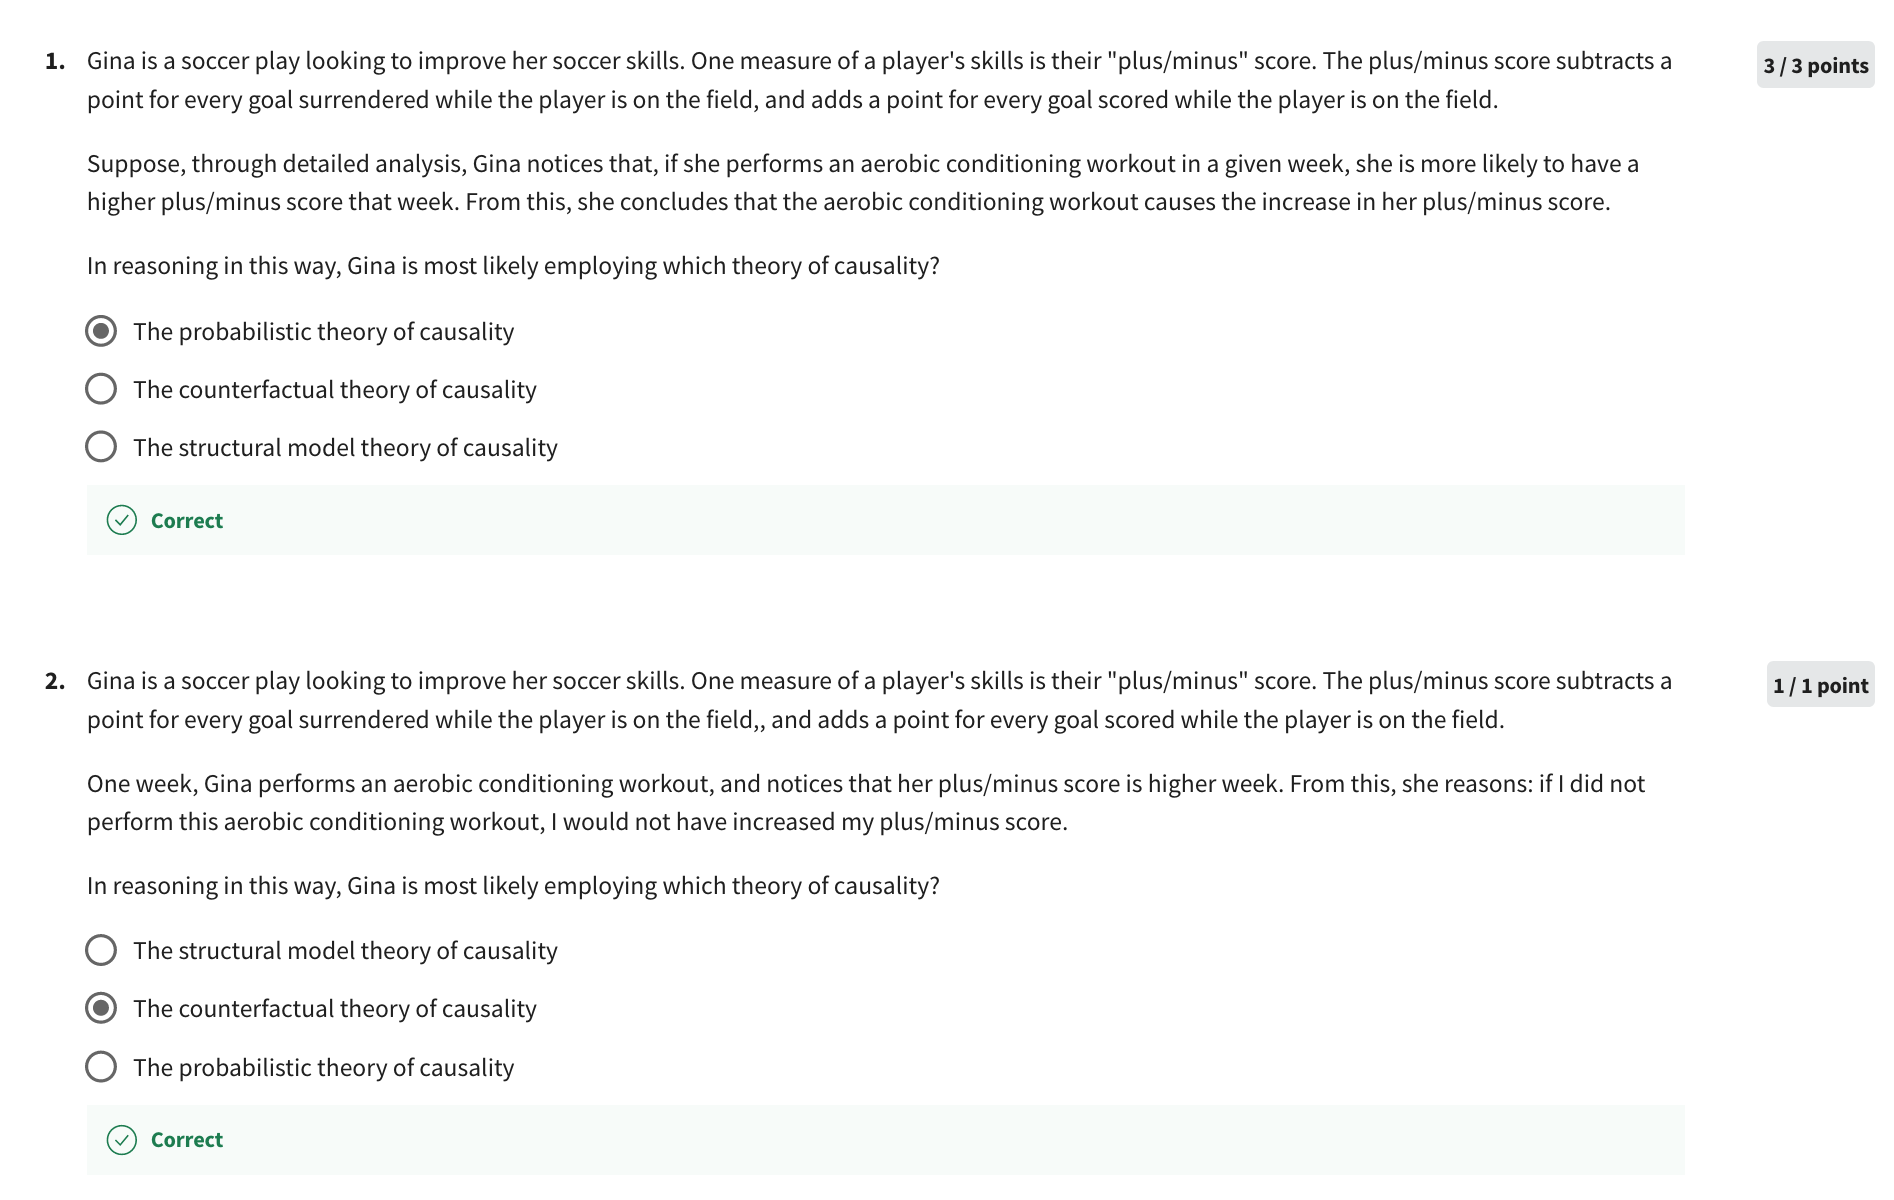 1. Gina is a soccer play looking to improve her soccer skills. One measure of a player's skills is their "plus/minus" score. The plus/minus score subtracts a
3 / 3 points
point for every goal surrendered while the player is on the field, and adds a point for every goal scored while the player is on the field.
Suppose, through detailed analysis, Gina notices that, if she performs an aerobic conditioning workout in a given week, she is more likely to have a
higher plus/minus score that week. From this, she concludes that the aerobic conditioning workout causes the increase in her plus/minus score.
In reasoning in this way, Gina is most likely employing which theory of causality?
The probabilistic theory of causality
The counterfactual theory of causality
The structural model theory of causality
Correct
2. Gina is a soccer play looking to improve her soccer skills. One measure of a player's skills is their "plus/minus" score. The plus/minus score subtracts a
1 / 1 point
point for every goal surrendered while the player is on the field,, and adds a point for every goal scored while the player is on the field.
One week, Gina performs an aerobic conditioning workout, and notices that her plus/minus score is higher week. From this, she reasons: if I did not
perform this aerobic conditioning workout, I would not have increased my plus/minus score.
In reasoning in this way, Gina is most likely employing which theory of causality?
The structural model theory of causality
The counterfactual theory of causality
The probabilistic theory of causality
Correct